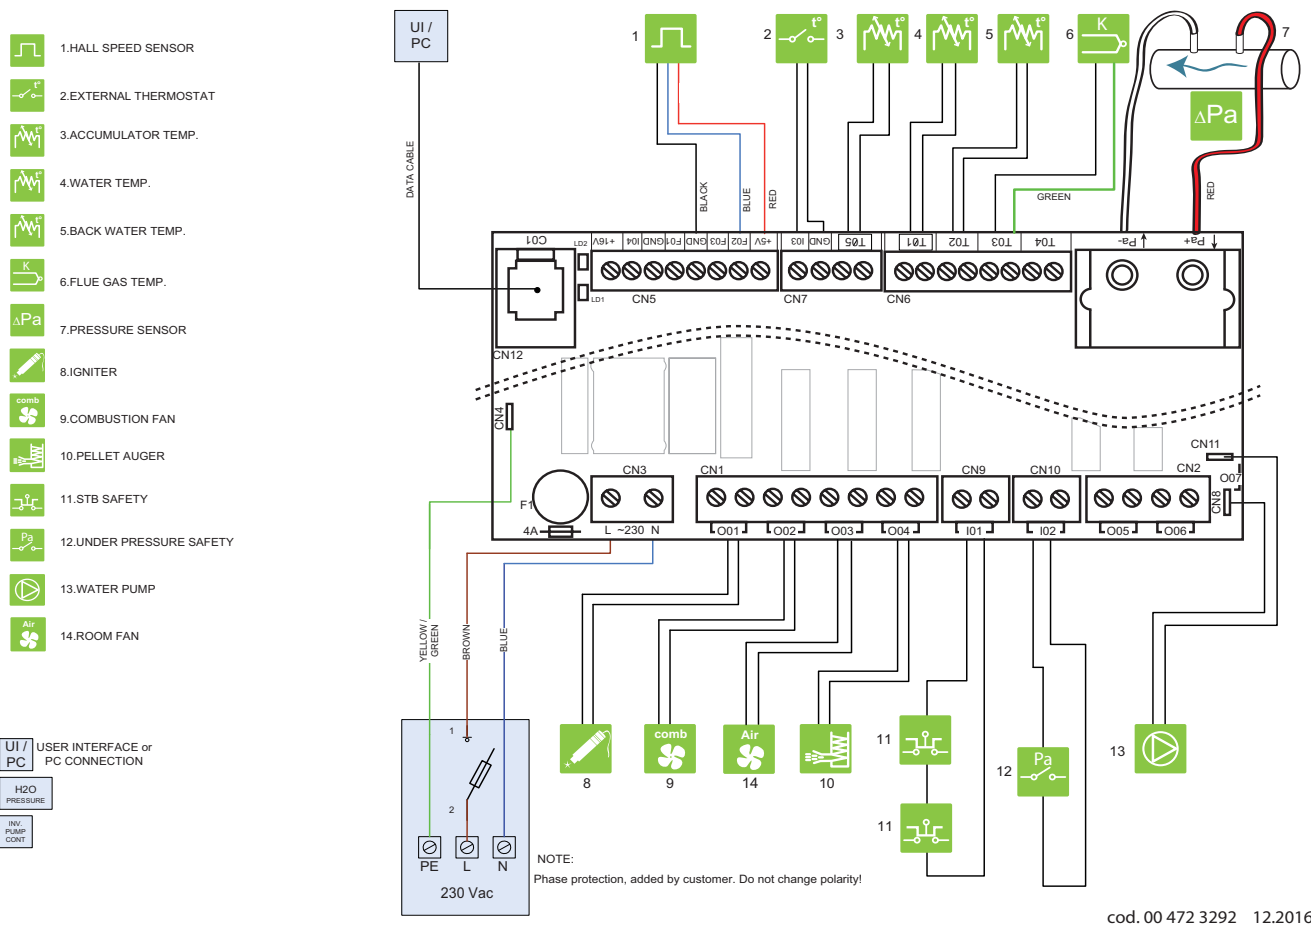 1.HALL SPEED SENSOR
t°
2.EXTERNAL THERMOSTAT
t°
3.ACCUMULATOR TEMP.
t°
4.WATER TEMP.
t°
5.BACK WATER TEMP.
K
6.FLUE GAS TEMP.
ΔPa
7.PRESSURE SENSOR
8.IGNITER
comb
9.COMBUSTION FAN
10.PELLET AUGER
11.STB SAFETY
Pa
12.UNDER PRESSURE SAFETY
13.WATER PUMP
Air
14.ROOM FAN
UI /
PC
USER INTERFACE or
PC CONNECTION
H2O
PRESSURE
INV.
PUMP
CONT
UI /
PC
1
2
t°
3
t°
4
t°
5
t°
6
K
7
ΔPa
DATA CABLE
BLACK
BLUE
RED
GREEN
RED
C01
LD2
+16V
I04
GND
F01
GND
F03
F02
+5V
I03
GND
T05
T01
T02
T03
T04
Pa-
Pa+
LD1
CN5
CN7
CN6
CN12
CN4
CN11
F1
CN3
CN1
CN9
CN10
CN2
O07
CN8
4A
L ~230 N
O01
O02
O03
O04
I01
I02
O05
O06
YELLOW /
GREEN
BROWN
BLUE
1
2
PE
L
N
230 Vac
8
comb
9
Air
14
10
11
11
12
Pa
13
NOTE:
Phase protection, added by customer. Do not change polarity!
cod. 00 472 3292 12.2016